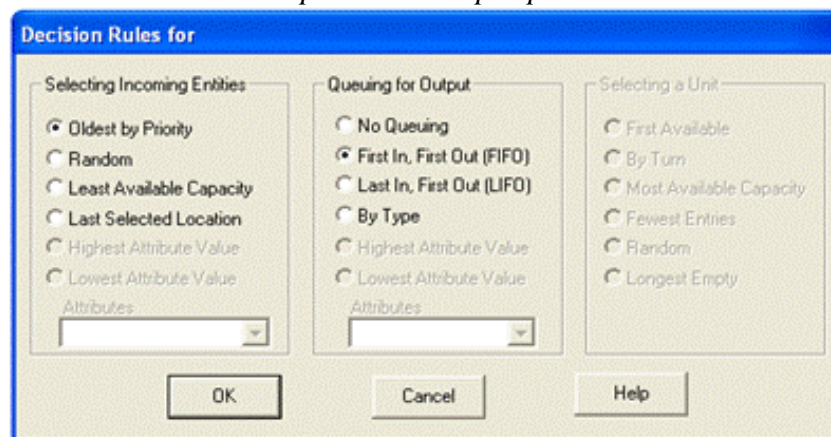 Decision Rules for
Selecting Incoming Entities
Oldest by Priority
Random
Least Available Capacity
Last Selected Location
Highest Attribute Value
Lowest Attribute Value
Attributes
Queuing for Output
No Queuing
First In, First Out (FIFO)
Last In, First Out (LIFO)
By Type
Highest Attribute Value
Lowest Attribute Value
Attributes
Selecting a Unit
First Available
By Turn
Most Available Capacity
Fewest Entries
Random
Longest Empty
OK
Cancel
Help